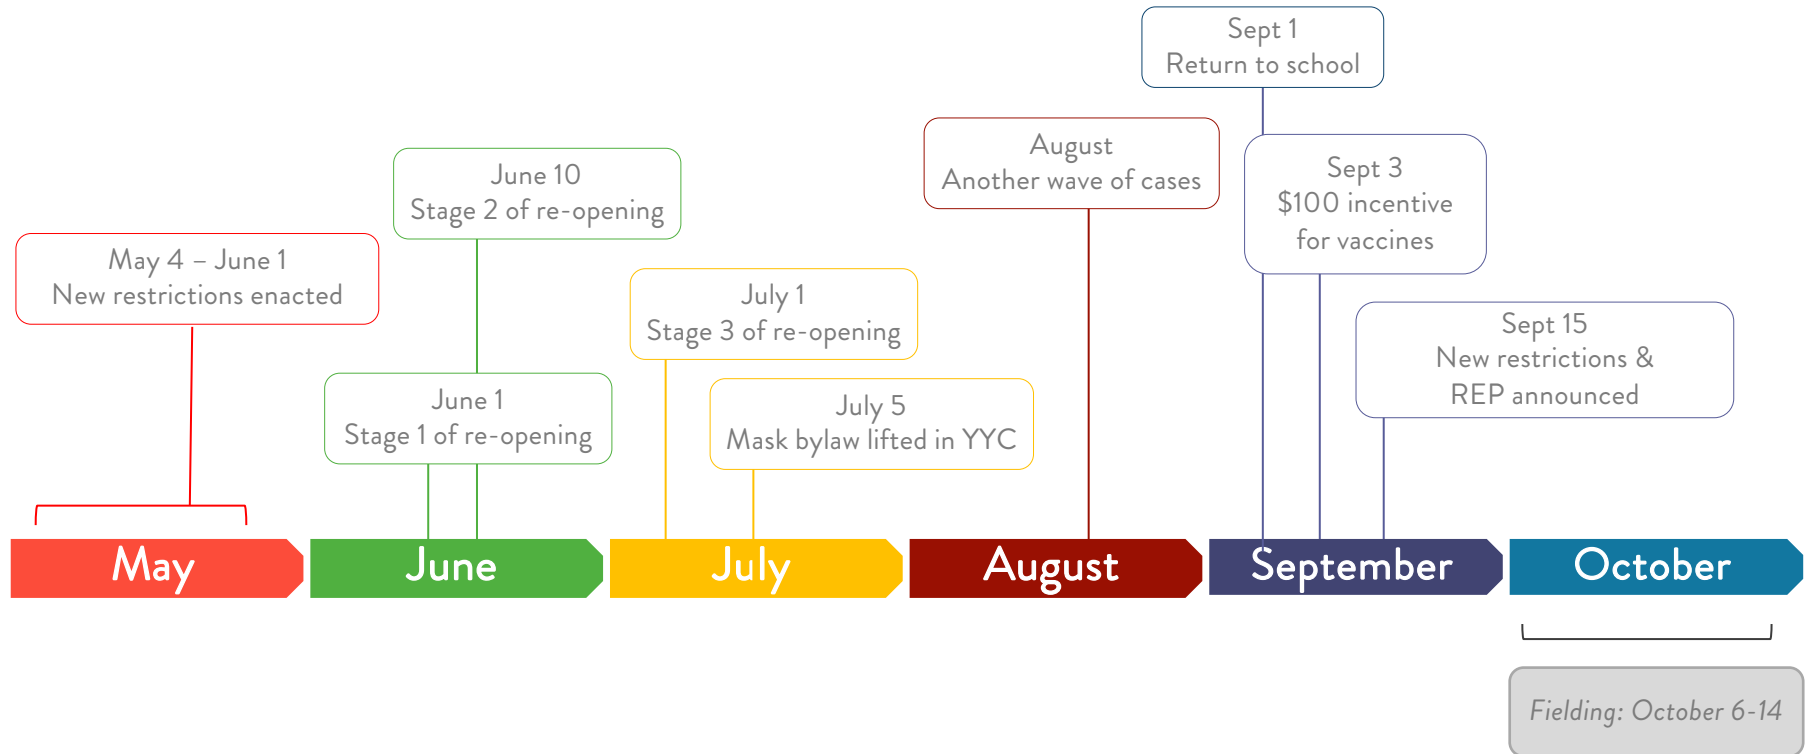 Sept 1
Return to school
August
Another wave of cases
Sept 3
$100 incentive
for vaccines
June 10
Stage 2 of re-opening
May 4 – June 1
New restrictions enacted
July 1
Stage 3 of re-opening
Sept 15
New restrictions &
REP announced
June 1
Stage 1 of re-opening
July 5
Mask bylaw lifted in YYC
May
June
July
August
September
October
Fielding: October 6-14